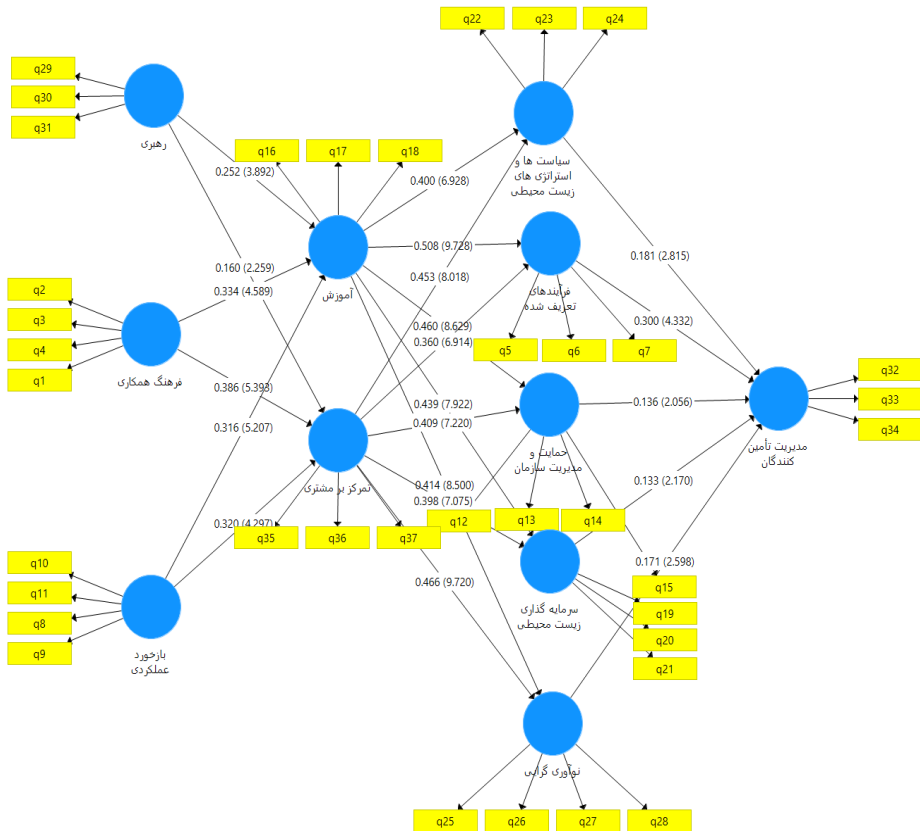 q22
q23
q24
q29
q30
q31
رهبری
q16
q17
q18
0.252 (3.892)
0.400 (6.928)
سیاست ها و
استراتژی های
زیست محیطی
0.160 (2.259)
0.334 (4.589)
آموزش
0.508 (9.728)
0.453 (8.018)
0.181 (2.815)
q2
q3
q4
q1
فرهنگ همکاری
فرآیندهای
تعریف شده
0.460 (8.629)
0.360 (6.914)
0.300 (4.332)
q5
q6
q7
0.386 (5.393)
0.316 (5.207)
0.439 (7.922)
0.409 (7.220)
0.136 (2.056)
q32
q33
q34
مدیریت تأمین
کنندگان
حمایت و
مدیریت سازمان
تمرکز بر مشتری
0.414 (8.500)
0.398 (7.075)
0.133 (2.170)
0.320 (4.297)
q35
q36
q37
q12
q13
q14
q10
q11
q8
q9
بازخورد
عملکردی
0.466 (9.720)
0.171 (2.598)
q15
q19
q20
q21
سرمایه گذاری
زیست محیطی
نوآوری گرایی
q25
q26
q27
q28